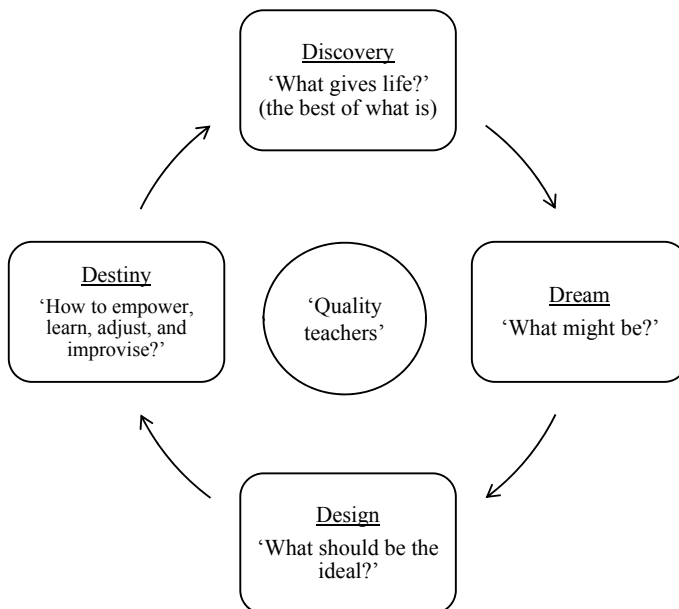 Discovery
‘What gives life?’
(the best of what is)
Dream
‘What might be?’
Design
‘What should be the
ideal?’
Destiny
‘How to empower,
learn, adjust, and
improvise?’
‘Quality
teachers’